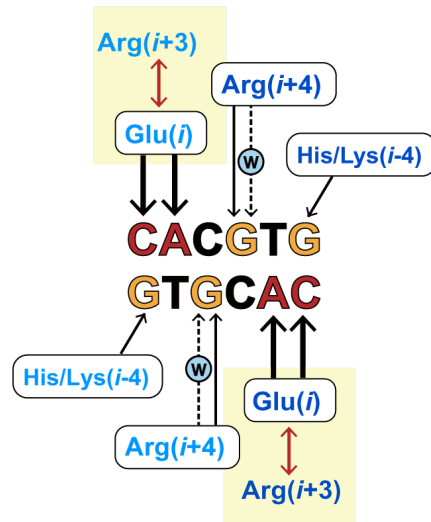 Arg(i+3)
Arg(i+4)
Glu(i)
W
His/Lys(i-4)
CACGTG
GTGCAC
His/Lys(i-4)
W
Glu(i)
Arg(i+4)
Arg(i+3)